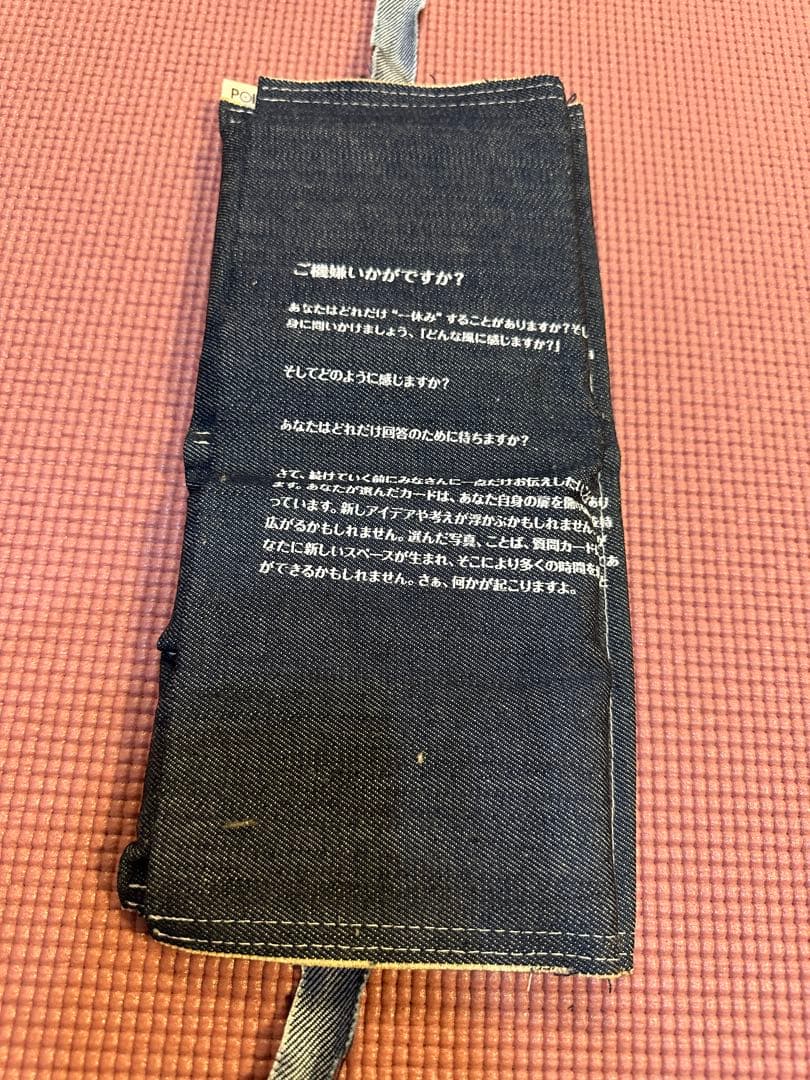 PO
ご機嫌いかがですか?
あなたはどれだけ“一休み”することがありますか?そし
身に問いかけましょう、「どんな風に感じますか?」
そしてどのように感じますか?
あなたはどれだけ回答のために待ちますか?
さて、続けていく前にみなさんに一点だけお伝えした
ます。あなたが選んだカードは、あなた自身の扉を開
っています。新しアイデアや考えが浮かぶかもしれません
広がるかもしれません。選んだ写真、ことば、質問カード
なたに新しいスペースが生まれ、そこにより多くの時間を
ができるかもしれません。さぁ、何かが起こりますよ。